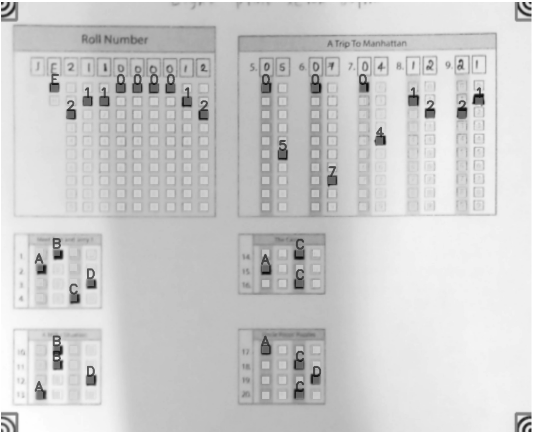 Roll Number
A Trip To Manhattan
J E 2 1 1 0 0 0 0 1 2
5. 0 5 6. 0 7 7. 0 4 8. 1 2 9. 2 1
E 0 0 0 0
0 0 0
1 1 1
1 1
2 2
2 2
4
5
7
1 B
2 A
3 D
4 C
14. C
15. A
16. C
10. B
11. B
12. D
13. A
17. A
18. C
19. D
20. C